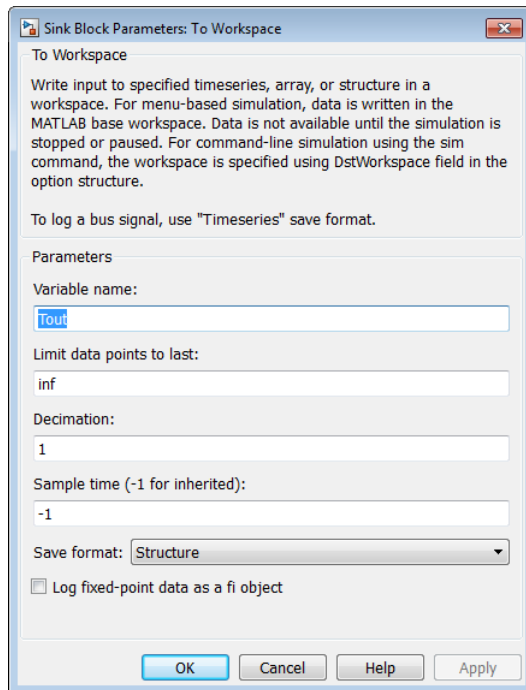 Sink Block Parameters: To Workspace
To Workspace
Write input to specified timeseries, array, or structure in a
workspace. For menu-based simulation, data is written in the
MATLAB base workspace. Data is not available until the simulation is
stopped or paused. For command-line simulation using the sim
command, the workspace is specified using DstWorkspace field in the
option structure.
To log a bus signal, use "Timeseries" save format.
Parameters
Variable name:
Tout
Limit data points to last:
inf
Decimation:
1
Sample time (-1 for inherited):
-1
Save format: Structure
Log fixed-point data as a fi object
OK Cancel Help Apply